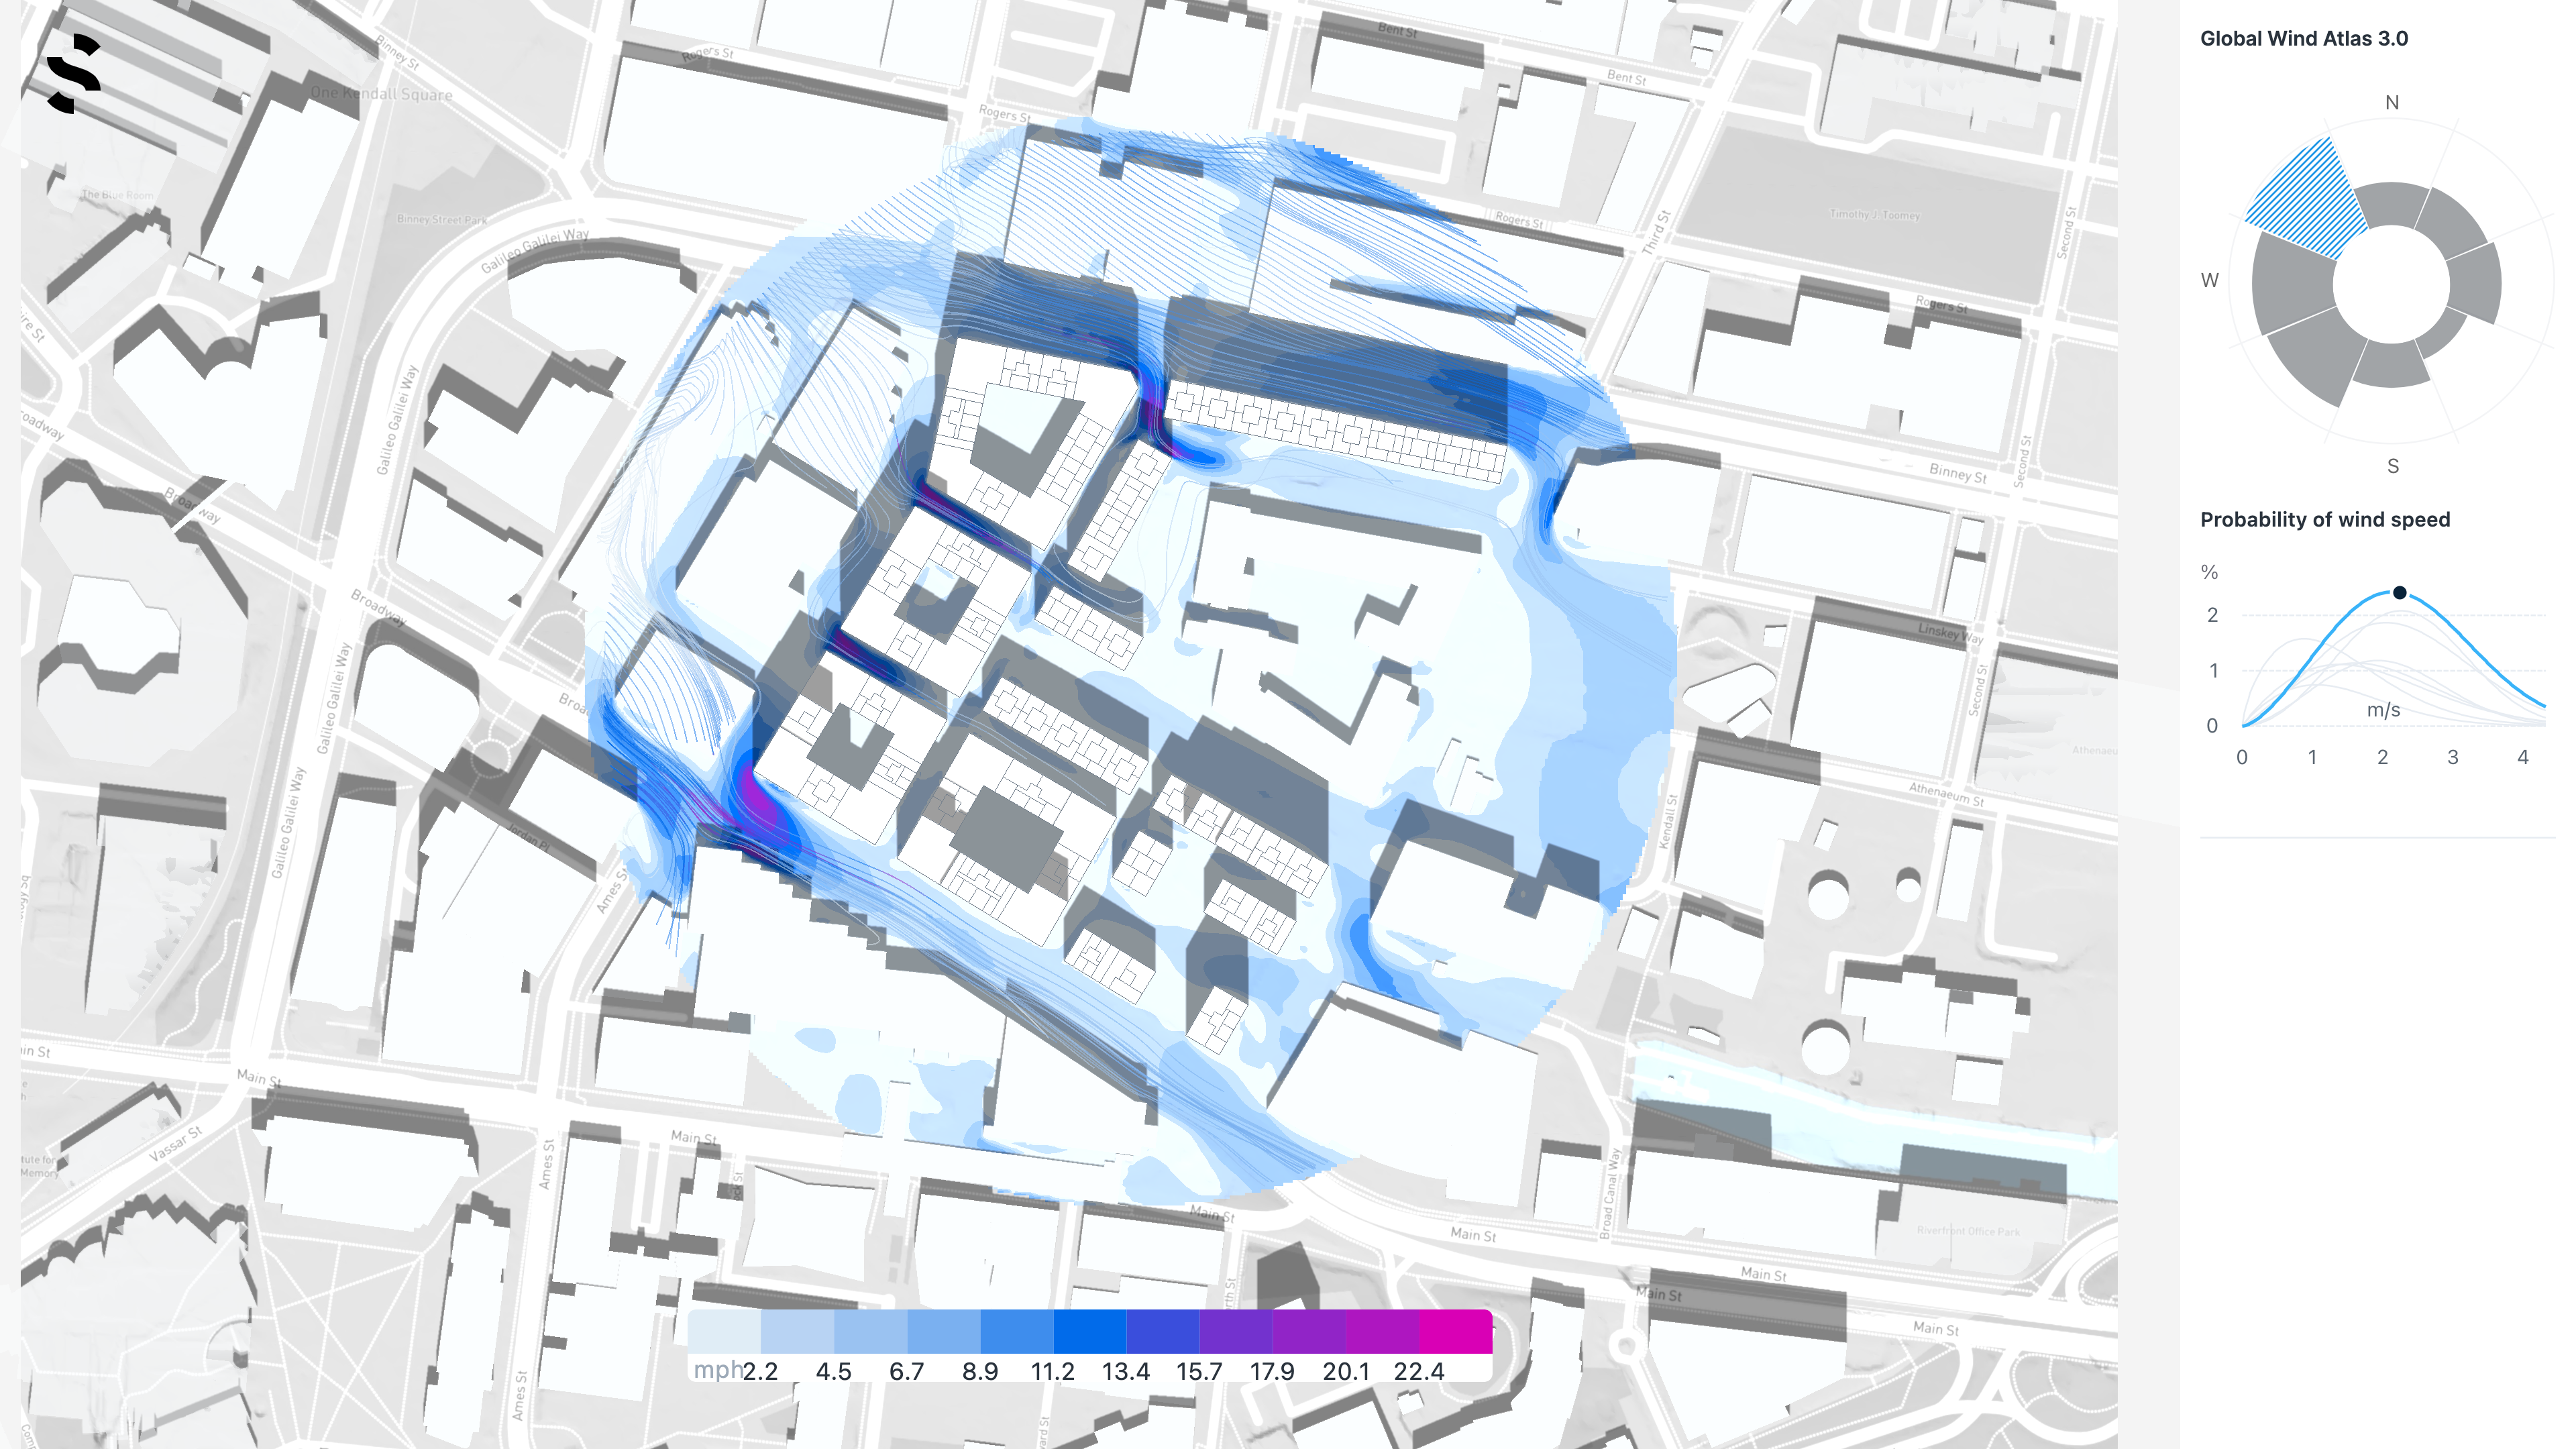 Binney St
Rogers St
Bent St
Bent St
One Kendall Square
Rogers St
The Blue Room
Binney Street Park
Galileo Galilei Way
Rogers St
Third St
Timothy J. Toomey
Second St
Rogers St
Galileo Galilei Way
Broadway
Binney St
Second St
Broadway
Linskey Way
Galileo Galilei Way
Second St
Athenaeum St
Kendall St
Galileo Galilei Way
Jordan Pl
Ames St
Main St
Main St
Vassar St
Ames St
Broad Canal Way
Memory
Main St
Main St
Riverfront Office Park
Main St
Main St
Main St
Ames St
mph 2.2 4.5 6.7 8.9 11.2 13.4 15.7 17.9 20.1 22.4
Global Wind Atlas 3.0
N
W
S
Probability of wind speed
%
2
1
0
m/s
0 1 2 3 4